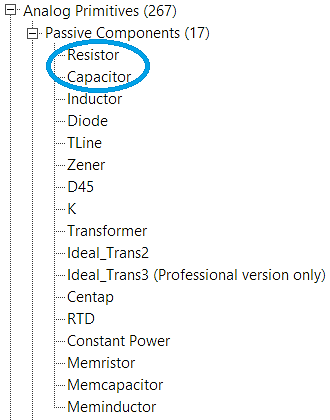 Analog Primitives (267)
Passive Components (17)
Resistor
Capacitor
Inductor
Diode
TLine
Zener
D45
K
Transformer
Ideal_Trans2
Ideal_Trans3 (Professional version only)
Centap
RTD
Constant Power
Memristor
Memcapacitor
Meminductor